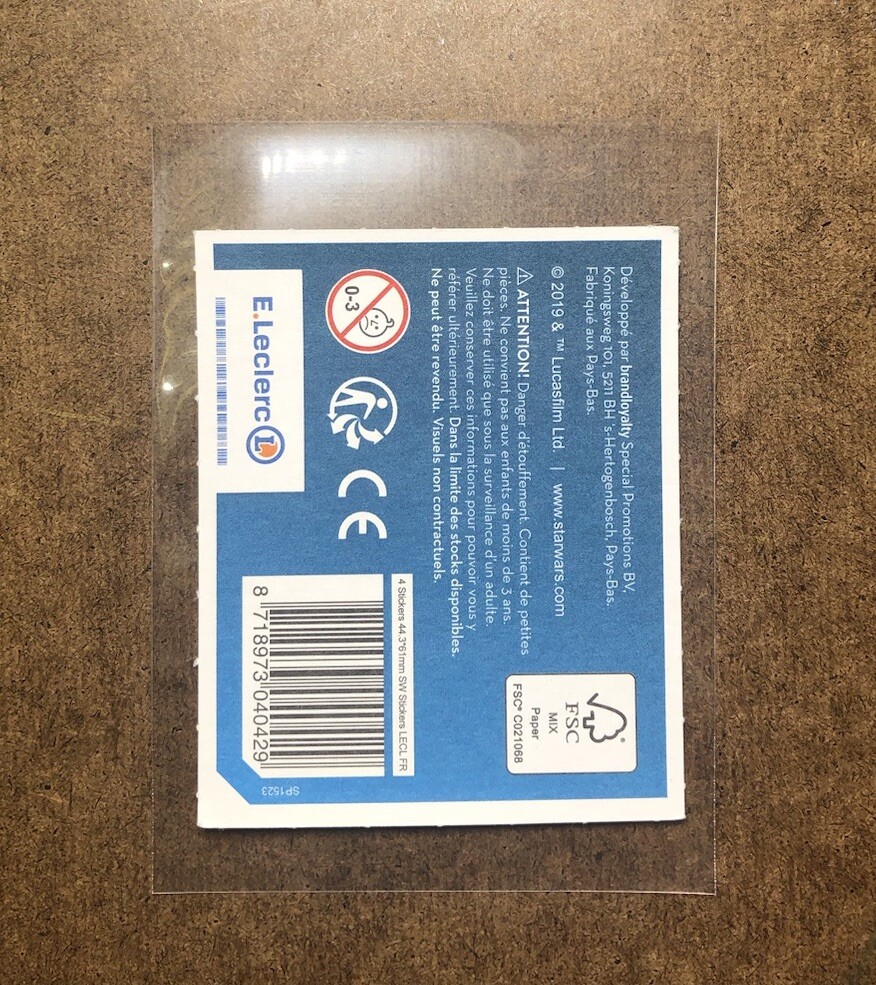 Développé par brandloyalty Special Promotions BV,
Koningsweg 101, 5211 BH 's-Hertogenbosch, Pays-Bas.
Fabriqué aux Pays-Bas.
© 2019 & ™ Lucasfilm Ltd. | www.starwars.com
⚠ ATTENTION! Danger d'étouffement. Contient de petites
pièces. Ne convient pas aux enfants de moins de 3 ans.
Ne doit être utilisé que sous la surveillance d'un adulte.
Veuillez conserver ces informations pour pouvoir vous y
référer ultérieurement. Dans la limite des stocks disponibles.
Ne peut être revendu. Visuels non contractuels.
FSC
MIX
Paper
FSC® C021068
0-3
CE
4 Stickers 44.3*61mm SW Stickers LECL FR
8 718973 040429
E.Leclerc L
SP1523